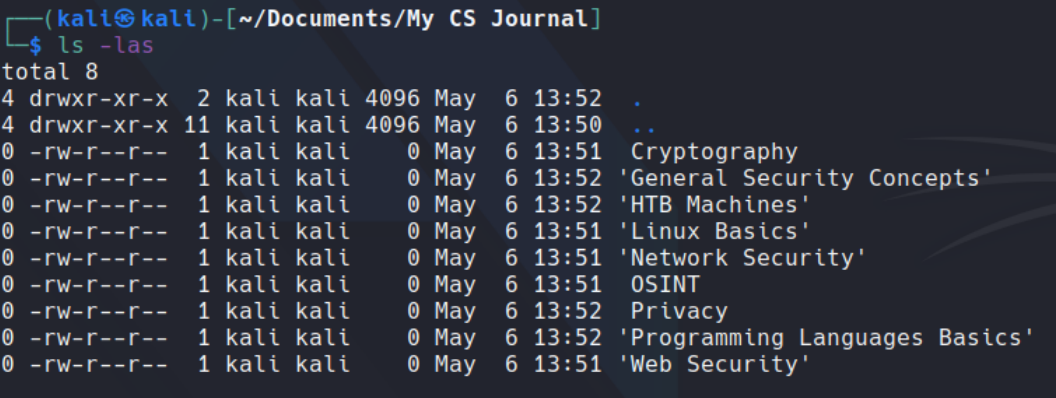 ┌──(kali㉿kali)-[~/Documents/My CS Journal]
└─$ ls -las
total 8
4 drwxr-xr-x  2 kali kali 4096 May  6 13:52  .
4 drwxr-xr-x 11 kali kali 4096 May  6 13:50  ..
0 -rw-r--r--  1 kali kali    0 May  6 13:51  Cryptography
0 -rw-r--r--  1 kali kali    0 May  6 13:52 'General Security Concepts'
0 -rw-r--r--  1 kali kali    0 May  6 13:52 'HTB Machines'
0 -rw-r--r--  1 kali kali    0 May  6 13:51 'Linux Basics'
0 -rw-r--r--  1 kali kali    0 May  6 13:51 'Network Security'
0 -rw-r--r--  1 kali kali    0 May  6 13:51  OSINT
0 -rw-r--r--  1 kali kali    0 May  6 13:52  Privacy
0 -rw-r--r--  1 kali kali    0 May  6 13:52 'Programming Languages Basics'
0 -rw-r--r--  1 kali kali    0 May  6 13:51 'Web Security'